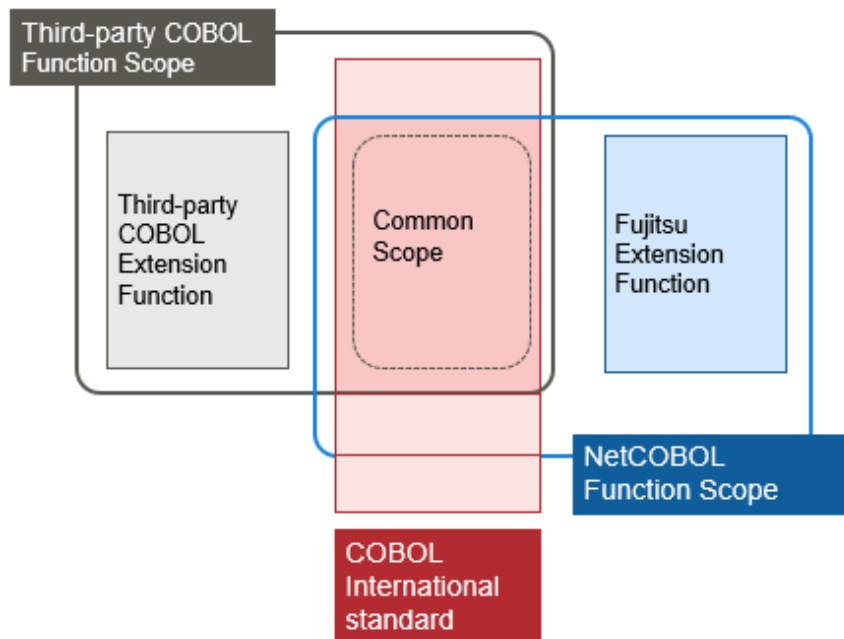 Third-party COBOL
Function Scope
Third-party
COBOL
Extension
Function
Common
Scope
Fujitsu
Extension
Function
NetCOBOL
Function Scope
COBOL
International
standard